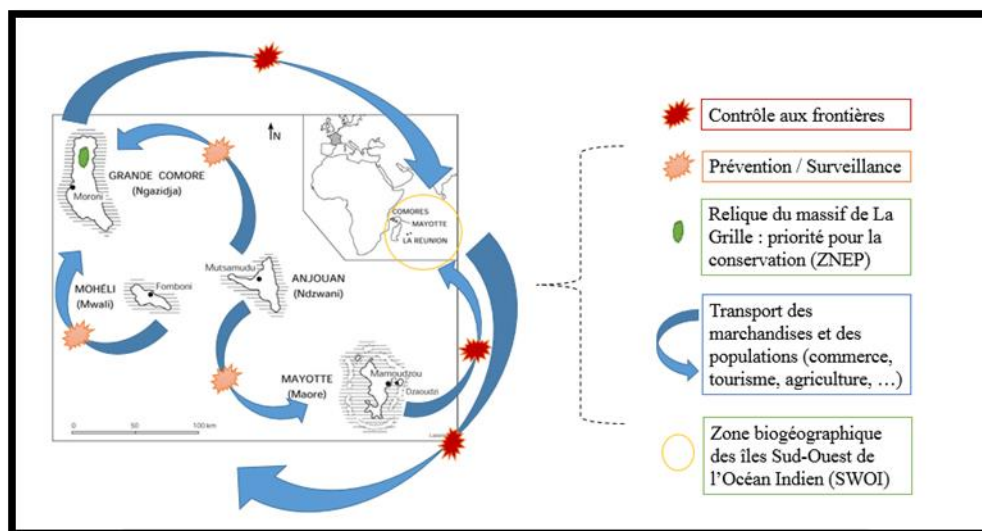 N
GRANDE COMORE
(Ngazidja)
Moroni
COMORES
MAYOTTE
LA RÉUNION
Mutsamudu
ANJOUAN
(Ndzwani)
MOHÉLI
(Mwali)
Fomboni
MAYOTTE
(Maore)
Mamoudzou
Dzaoudzi
0 50 100 km
Contrôle aux frontières
Prévention / Surveillance
Relique du massif de La
Grille : priorité pour la
conservation (ZNEP)
Transport des
marchandises et des
populations (commerce,
tourisme, agriculture, …)
Zone biogéographique
des îles Sud-Ouest de
l’Océan Indien (SWOI)